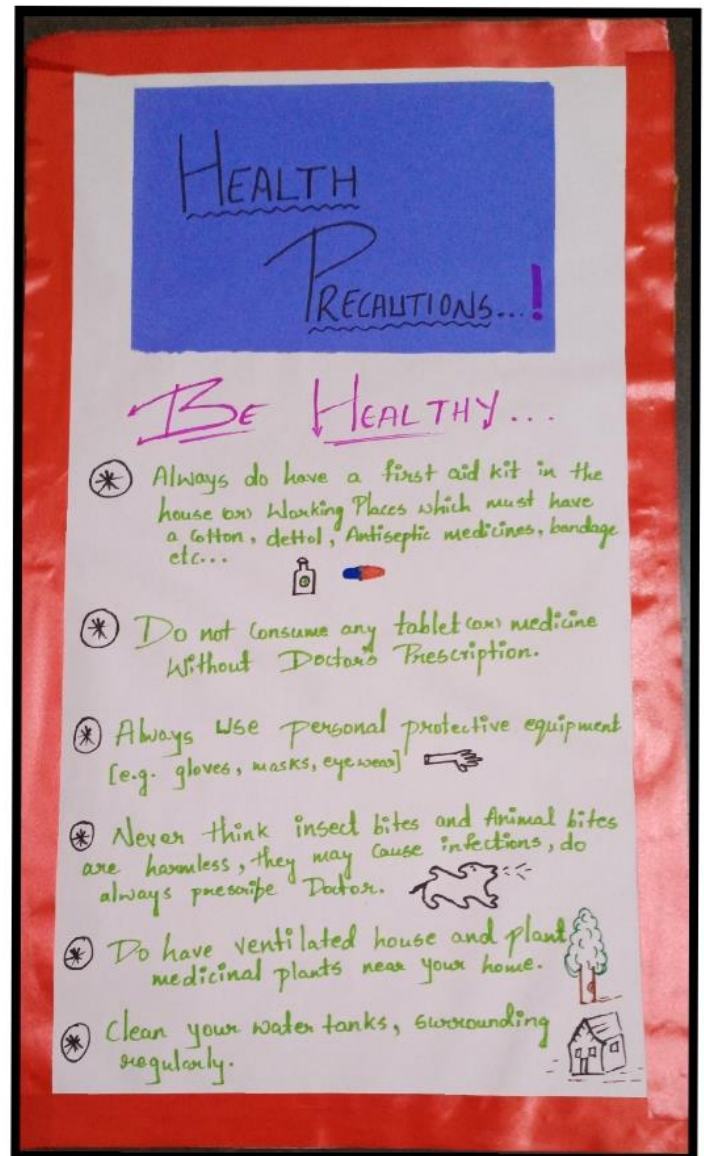 HEALTH
PRECAUTIONS...!
BE HEALTHY...
Always do have a first aid kit in the
house (or) Working Places which must have
a Cotton, dettol, Antiseptic medicines, bandage
etc...
Do not Consume any tablet (or) medicine
Without Doctor's Prescription.
Always Use personal protective equipment
[e.g. gloves, masks, eyewear]
Never think insect bites and Animal bites
are harmless, they may Cause infections, do
always prescribe Doctor.
Do have ventilated house and plant
medicinal plants near your home.
Clean your water tanks, surrounding
regularly.